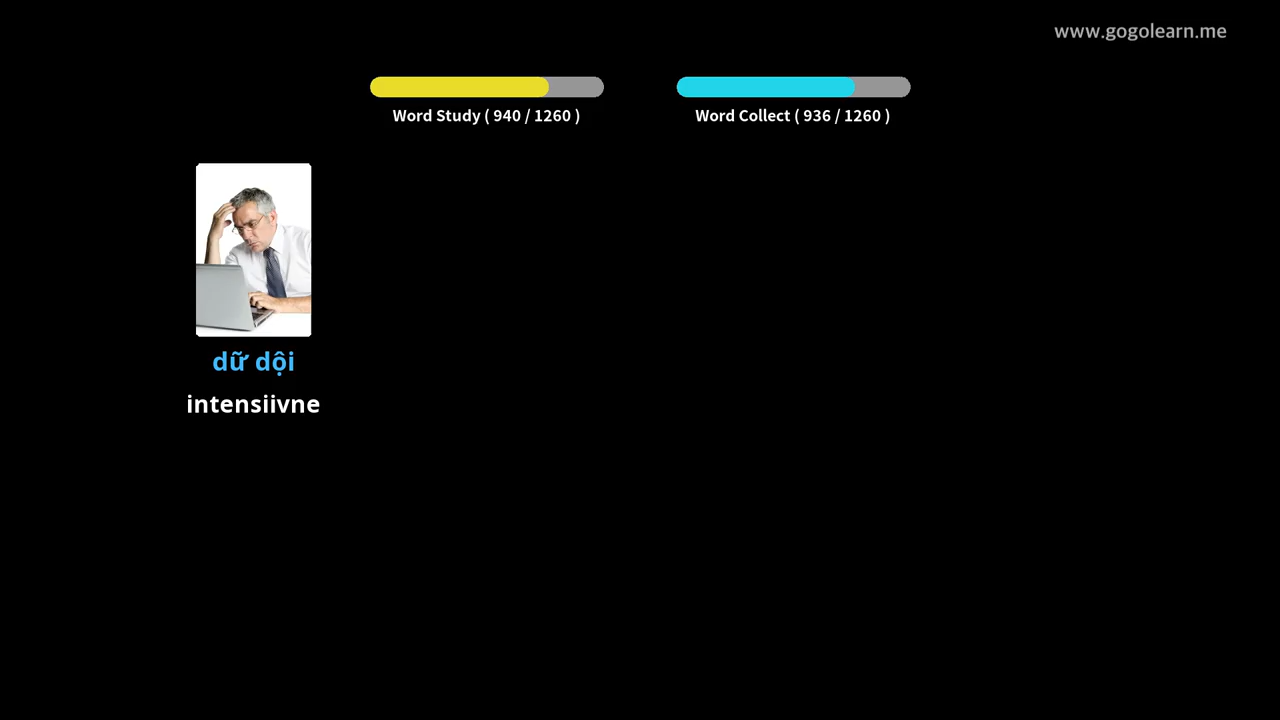 www.gogolearn.me
Word Study ( 940 / 1260 )
Word Collect ( 936 / 1260 )
dữ dội
intensiivne